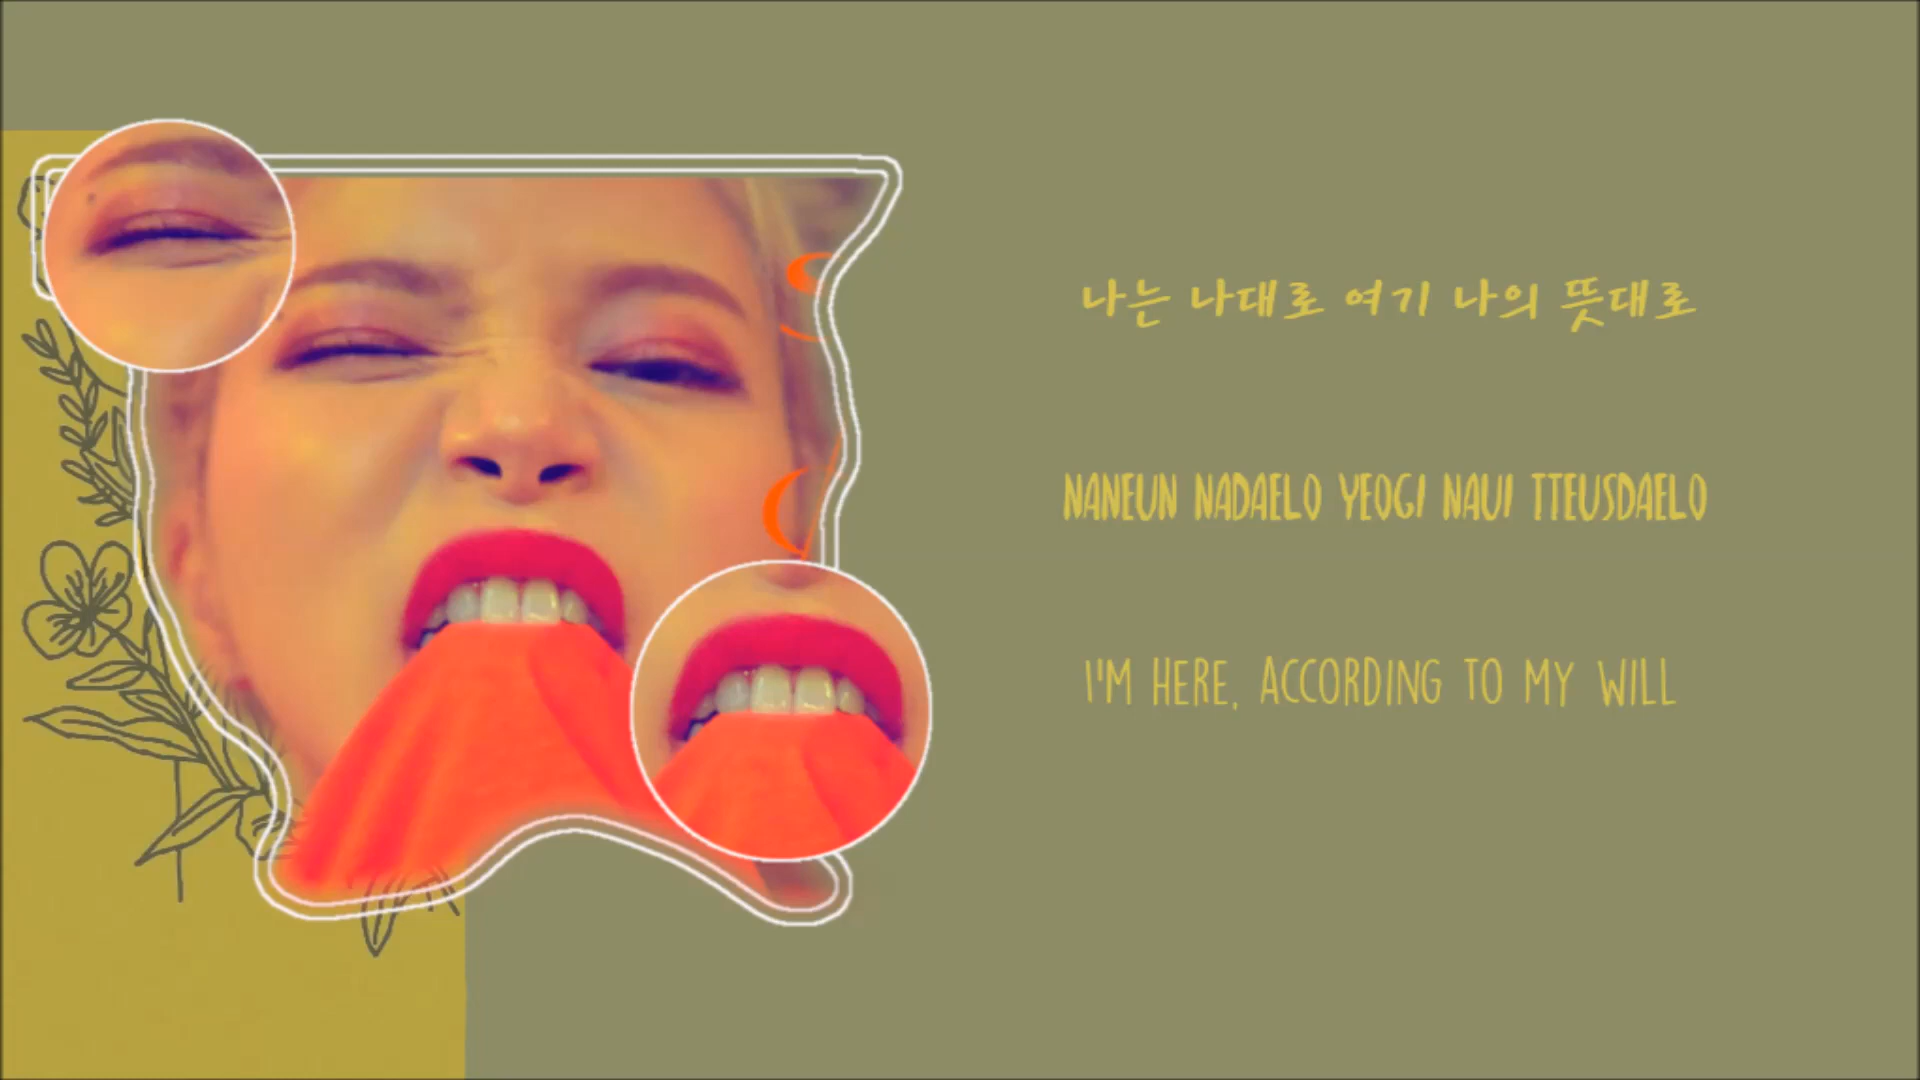 나는 나대로 여기 나의 뜻대로
NANEUN NADAELO YEOGI NAUI TTEUSDAELO
I'M HERE, ACCORDING TO MY WILL